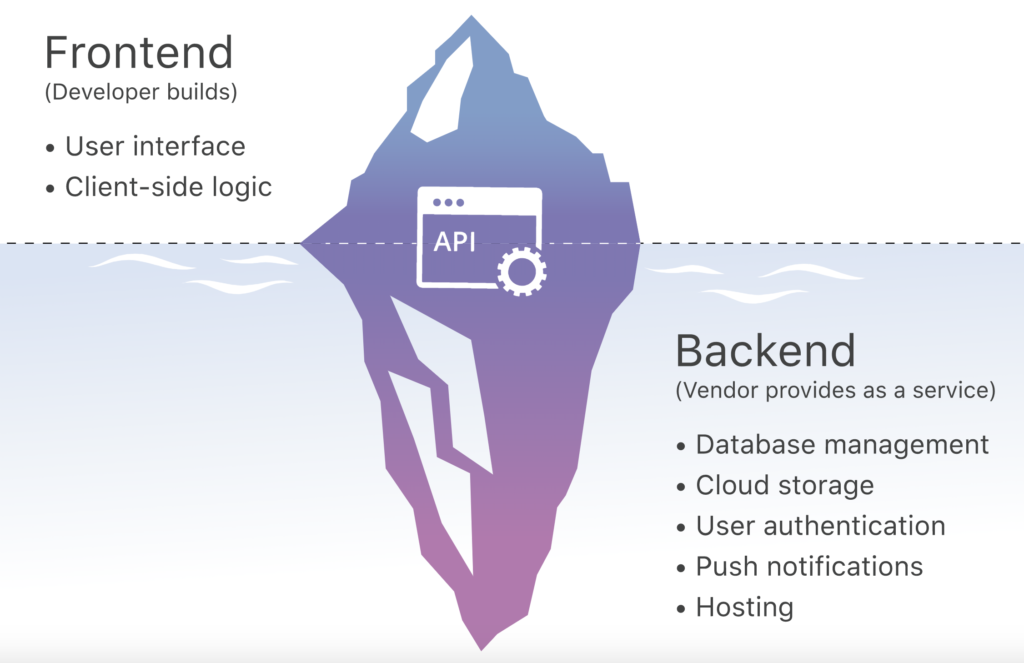 Frontend
(Developer builds)
• User interface
• Client-side logic
API
Backend
(Vendor provides as a service)
• Database management
• Cloud storage
• User authentication
• Push notifications
• Hosting